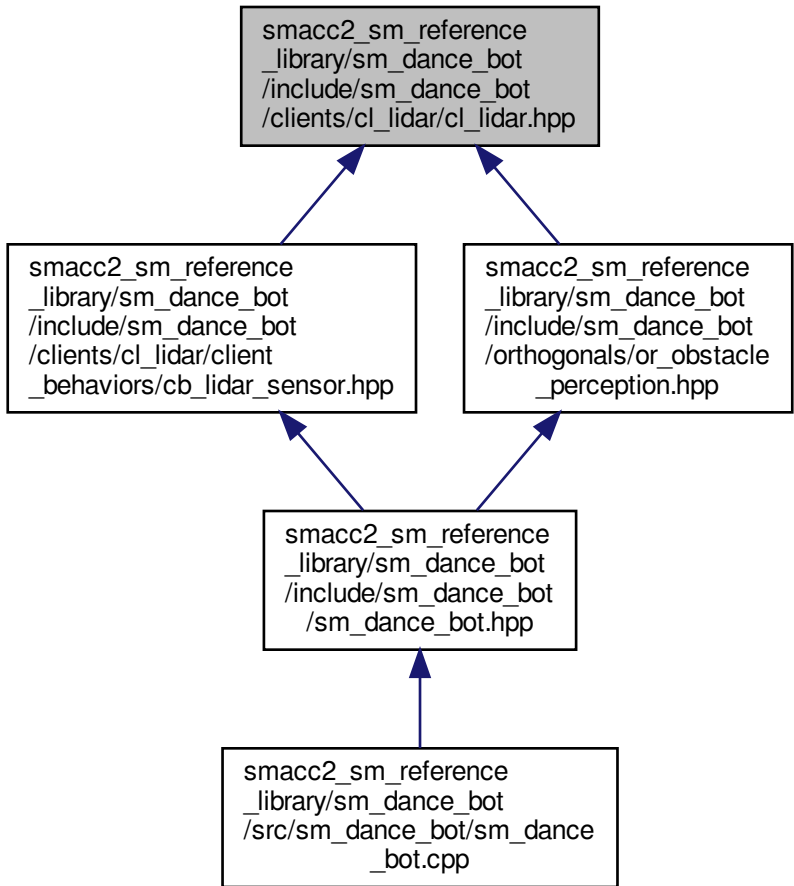 smacc2_sm_reference
_library/sm_dance_bot
/include/sm_dance_bot
/clients/cl_lidar/cl_lidar.hpp
smacc2_sm_reference
_library/sm_dance_bot
/include/sm_dance_bot
/clients/cl_lidar/client
_behaviors/cb_lidar_sensor.hpp
smacc2_sm_reference
_library/sm_dance_bot
/include/sm_dance_bot
/orthogonals/or_obstacle
_perception.hpp
smacc2_sm_reference
_library/sm_dance_bot
/include/sm_dance_bot
/sm_dance_bot.hpp
smacc2_sm_reference
_library/sm_dance_bot
/src/sm_dance_bot/sm_dance
_bot.cpp